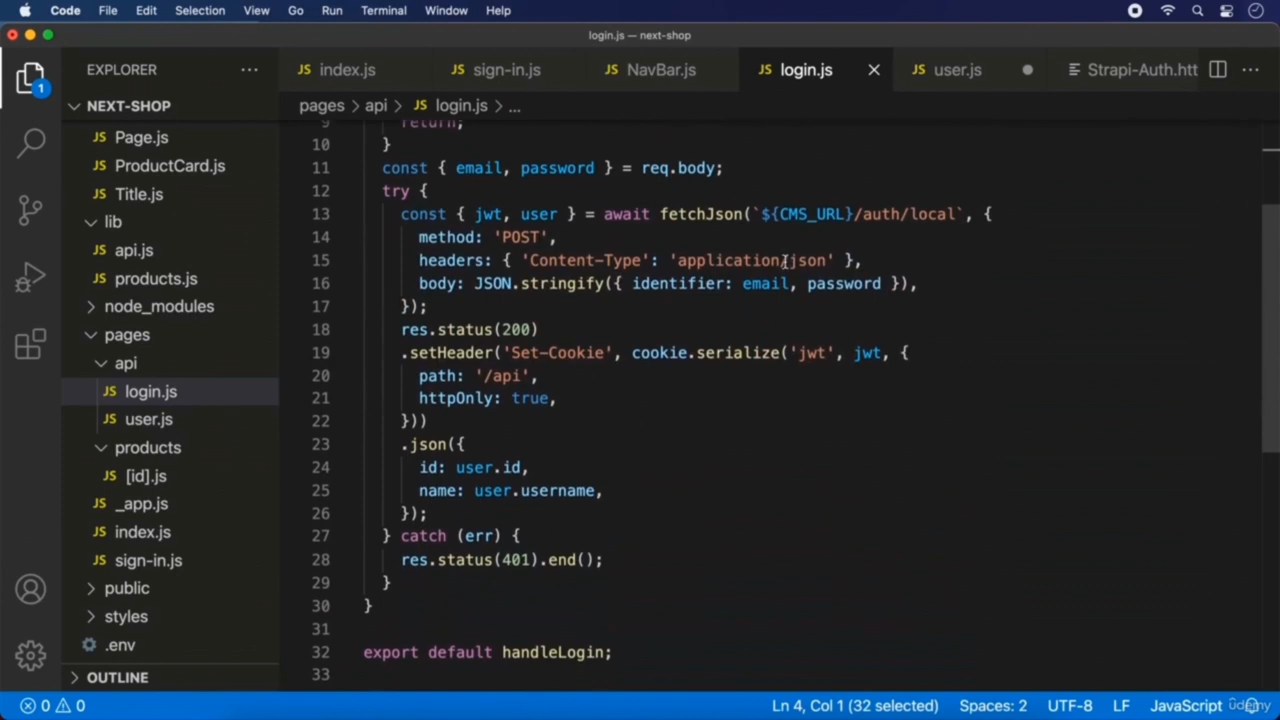 Code File Edit Selection View Go Run Terminal Window Help
login.js — next-shop
EXPLORER
index.js sign-in.js NavBar.js login.js user.js Strapi-Auth.htt
NEXT-SHOP
pages > api > login.js > ...
Page.js
ProductCard.js
Title.js
lib
api.js
products.js
node_modules
pages
api
login.js
user.js
products
[id].js
_app.js
index.js
sign-in.js
public
styles
.env
OUTLINE
1
9 return;
10 }
11 const { email, password } = req.body;
12 try {
13 const { jwt, user } = await fetchJson(`${CMS_URL}/auth/local`, {
14 method: 'POST',
15 headers: { 'Content-Type': 'application/json' },
16 body: JSON.stringify({ identifier: email, password }),
17 });
18 res.status(200)
19 .setHeader('Set-Cookie', cookie.serialize('jwt', jwt, {
20 path: '/api',
21 httpOnly: true,
22 }))
23 .json({
24 id: user.id,
25 name: user.username,
26 });
27 } catch (err) {
28 res.status(401).end();
29 }
30 }
31
32 export default handleLogin;
33
0 0 Ln 4, Col 1 (32 selected) Spaces: 2 UTF-8 LF JavaScript
udemy